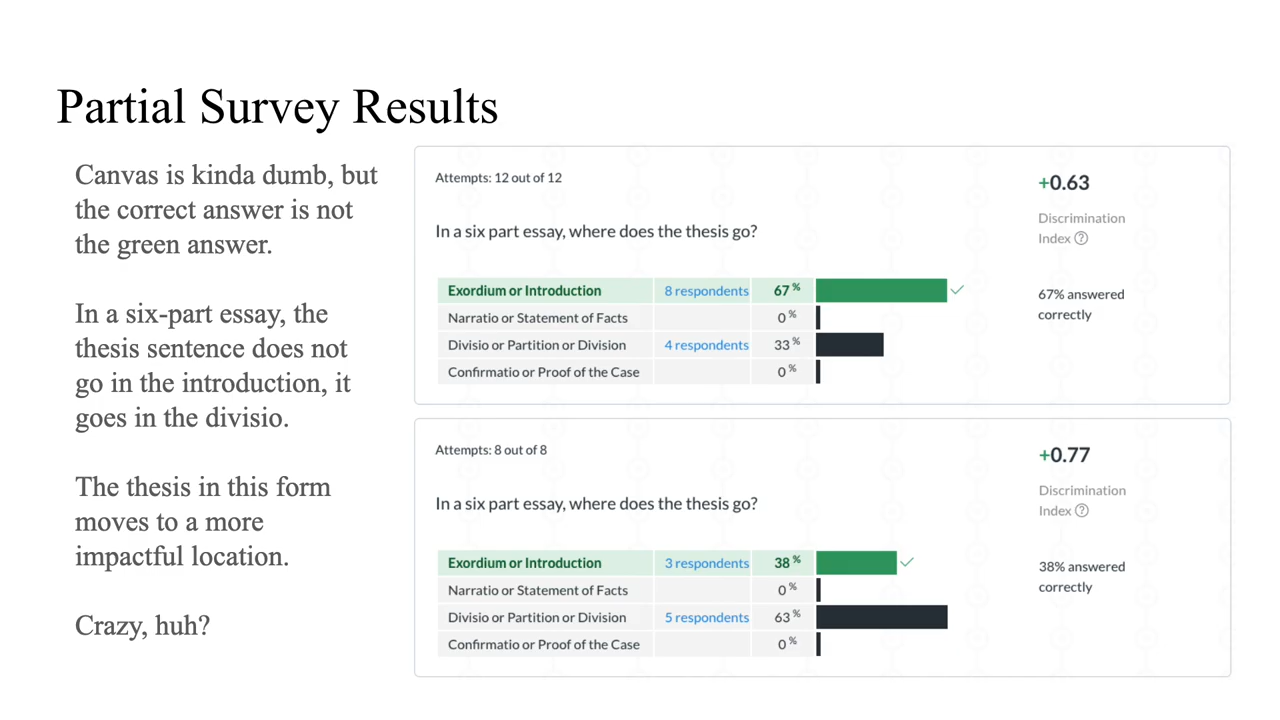 Partial Survey Results
Canvas is kinda dumb, but
the correct answer is not
the green answer.
In a six-part essay, the
thesis sentence does not
go in the introduction, it
goes in the divisio.
The thesis in this form
moves to a more
impactful location.
Crazy, huh?
Attempts: 12 out of 12
In a six part essay, where does the thesis go?
Exordium or Introduction 8 respondents 67 %
Narratio or Statement of Facts 0 %
Divisio or Partition or Division 4 respondents 33 %
Confirmatio or Proof of the Case 0 %
+0.63
Discrimination
Index ?
67% answered
correctly
Attempts: 8 out of 8
In a six part essay, where does the thesis go?
Exordium or Introduction 3 respondents 38 %
Narratio or Statement of Facts 0 %
Divisio or Partition or Division 5 respondents 63 %
Confirmatio or Proof of the Case 0 %
+0.77
Discrimination
Index ?
38% answered
correctly